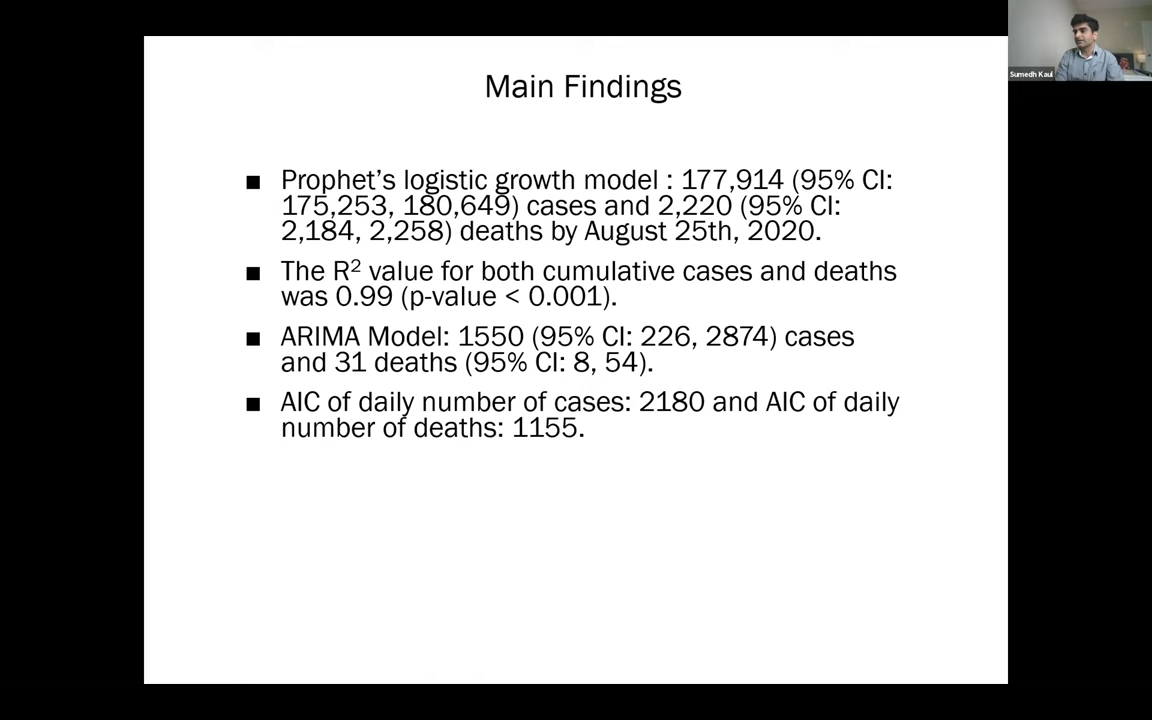 Sumedh Kaul
Main Findings
■ Prophet's logistic growth model : 177,914 (95% CI:
175,253, 180,649) cases and 2,220 (95% CI:
2,184, 2,258) deaths by August 25th, 2020.
■ The R² value for both cumulative cases and deaths
was 0.99 (p-value < 0.001).
■ ARIMA Model: 1550 (95% CI: 226, 2874) cases
and 31 deaths (95% CI: 8, 54).
■ AIC of daily number of cases: 2180 and AIC of daily
number of deaths: 1155.